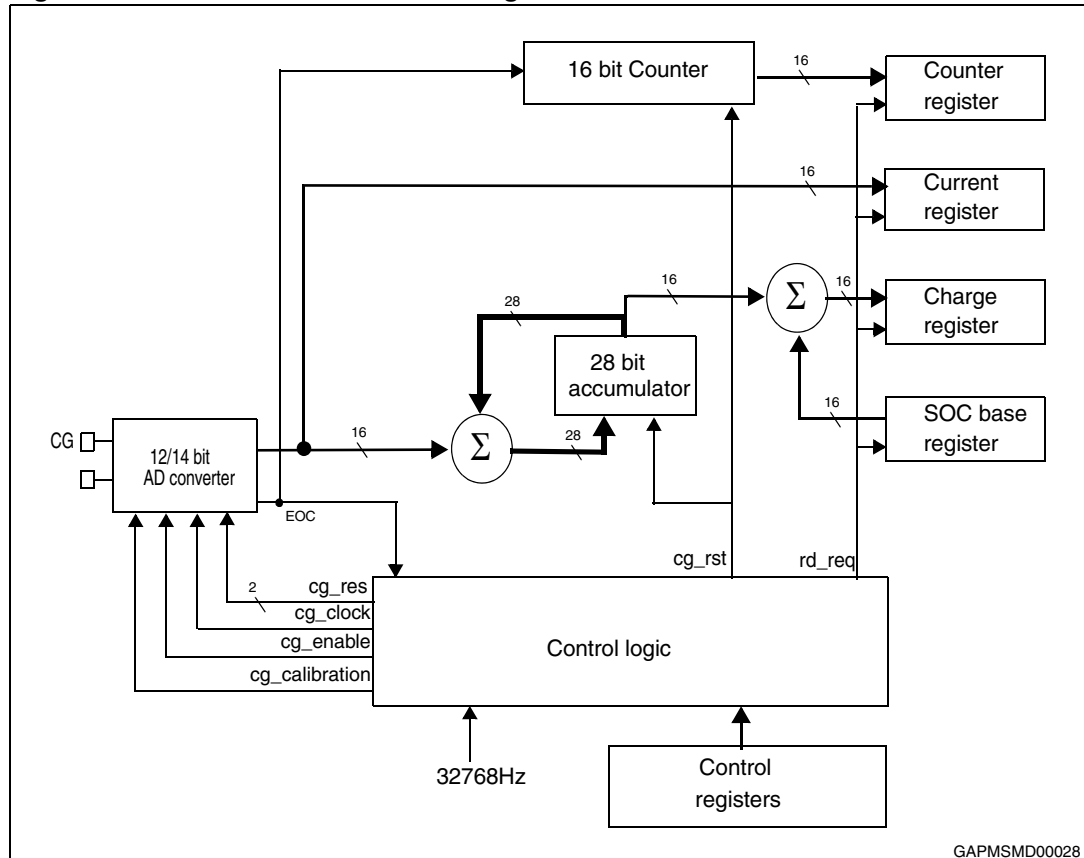 16 bit Counter
16
Counter
register
16
Current
register
16
Σ
16
Charge
register
28
28 bit
accumulator
16
SOC base
register
CG
12/14 bit
AD converter
16
Σ
28
EOC
cg_rst
rd_req
2
cg_res
cg_clock
cg_enable
cg_calibration
Control logic
32768Hz
Control
registers
GAPMSMD00028